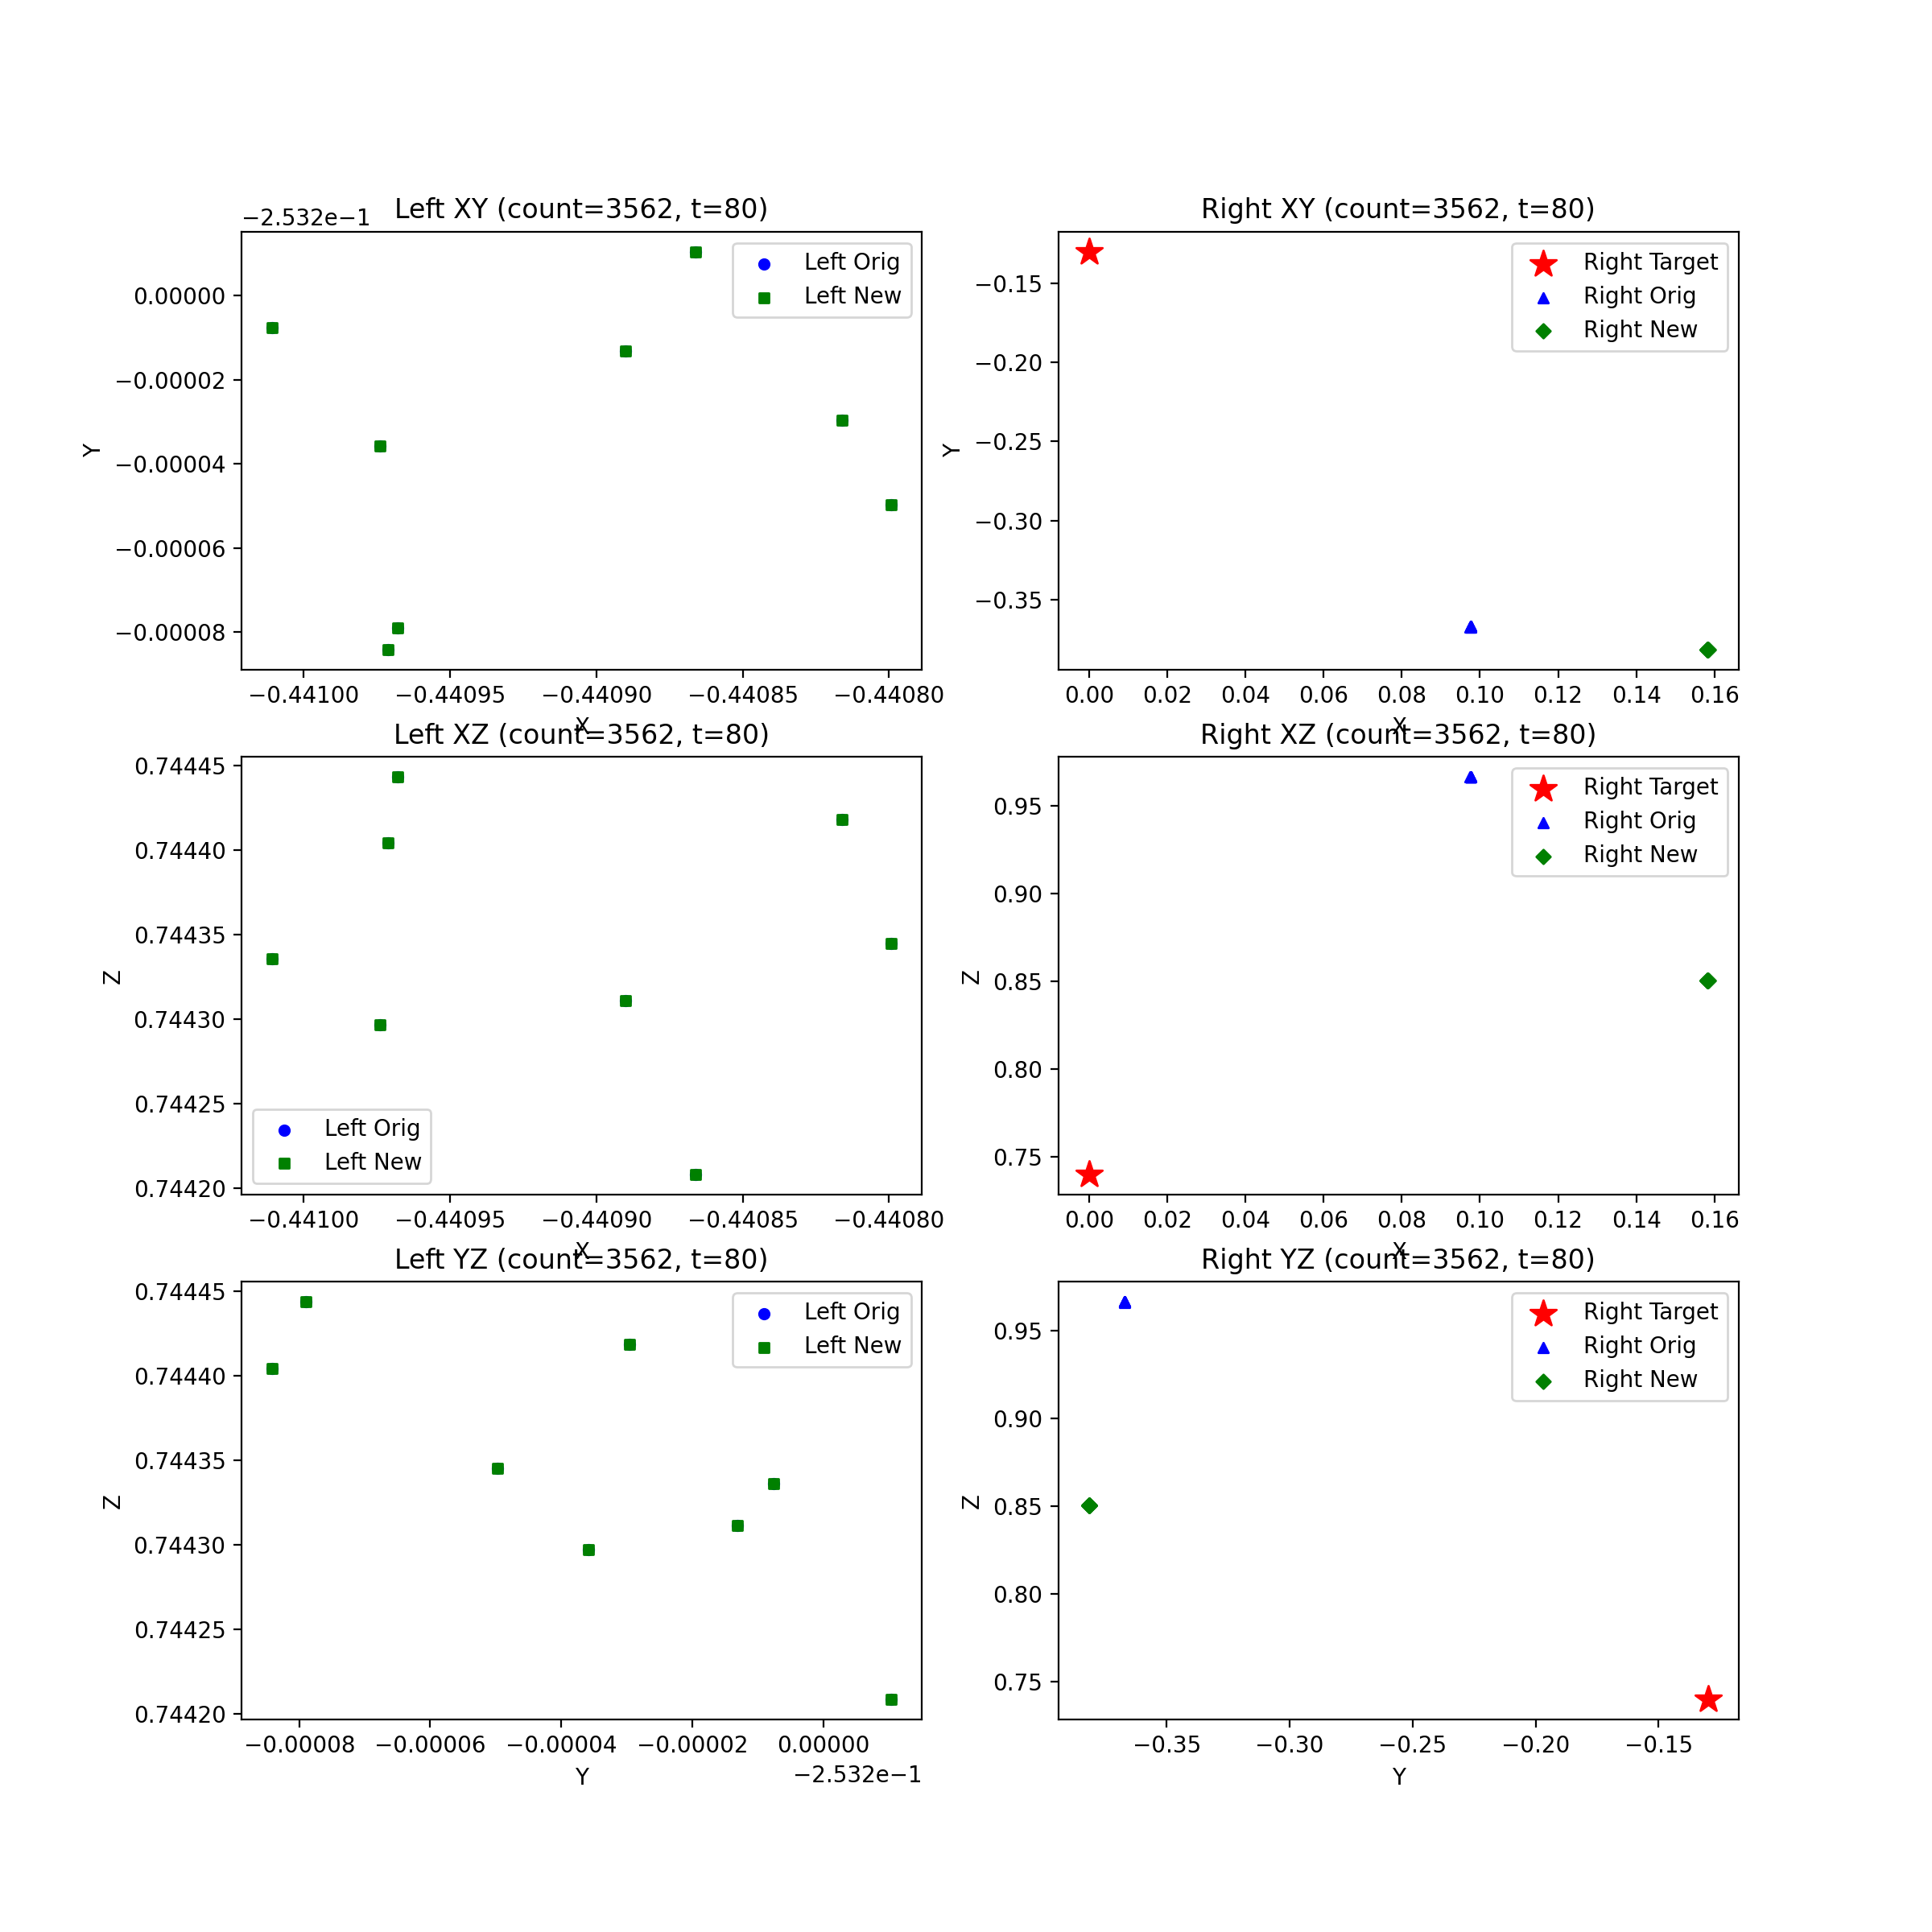 Left XY (count=3562, t=80)
−2.532e−1
Left Orig
Left New
0.00000
−0.00002
−0.00004
−0.00006
−0.00008
Y
−0.44100
−0.44095
−0.44090
−0.44085
−0.44080
X
Right XY (count=3562, t=80)
Right Target
Right Orig
Right New
−0.15
−0.20
−0.25
−0.30
−0.35
Y
0.00
0.02
0.04
0.06
0.08
0.10
0.12
0.14
0.16
X
Left XZ (count=3562, t=80)
0.74445
0.74440
0.74435
0.74430
0.74425
0.74420
Z
Left Orig
Left New
−0.44100
−0.44095
−0.44090
−0.44085
−0.44080
X
Right XZ (count=3562, t=80)
Right Target
Right Orig
Right New
0.95
0.90
0.85
0.80
0.75
Z
0.00
0.02
0.04
0.06
0.08
0.10
0.12
0.14
0.16
X
Left YZ (count=3562, t=80)
Left Orig
Left New
0.74445
0.74440
0.74435
0.74430
0.74425
0.74420
Z
−0.00008
−0.00006
−0.00004
−0.00002
0.00000
Y
−2.532e−1
Right YZ (count=3562, t=80)
Right Target
Right Orig
Right New
0.95
0.90
0.85
0.80
0.75
Z
−0.35
−0.30
−0.25
−0.20
−0.15
Y